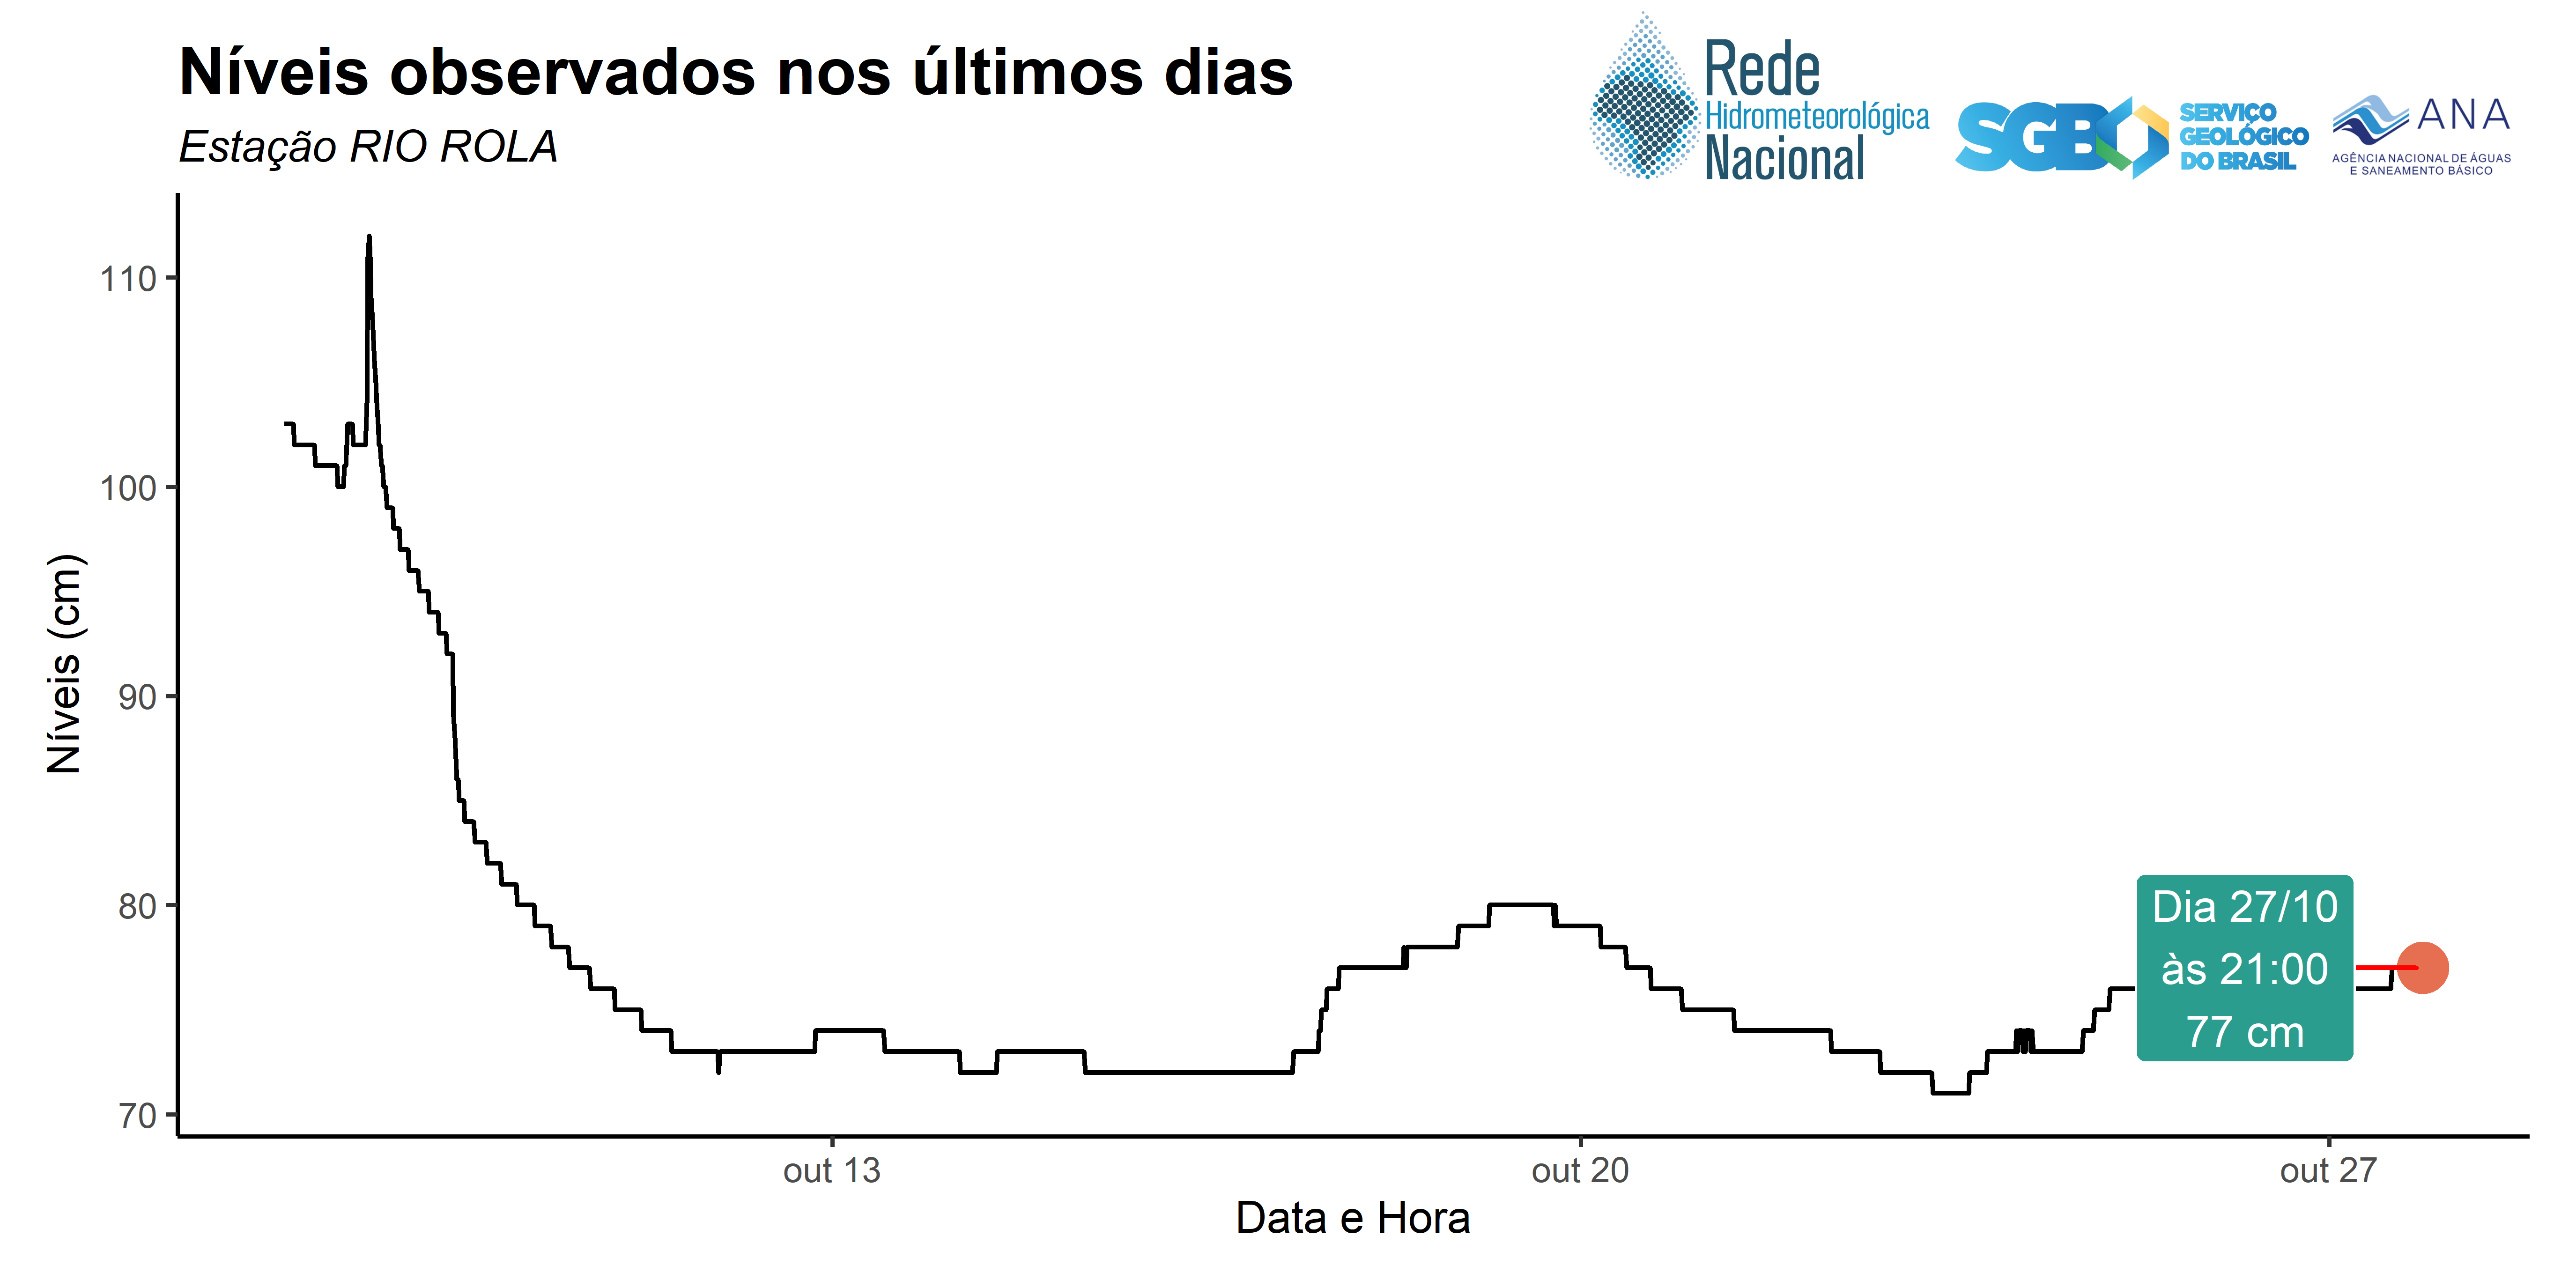 Níveis observados nos últimos dias
Estação RIO ROLA
Rede
Hidrometeorológica
Nacional
SGB
SERVIÇO
GEOLÓGICO
DO BRASIL
ANA
AGÊNCIA NACIONAL DE ÁGUAS
E SANEAMENTO BÁSICO
Níveis (cm)
110
100
90
80
70
Dia 27/10
às 21:00
77 cm
out 13
out 20
out 27
Data e Hora